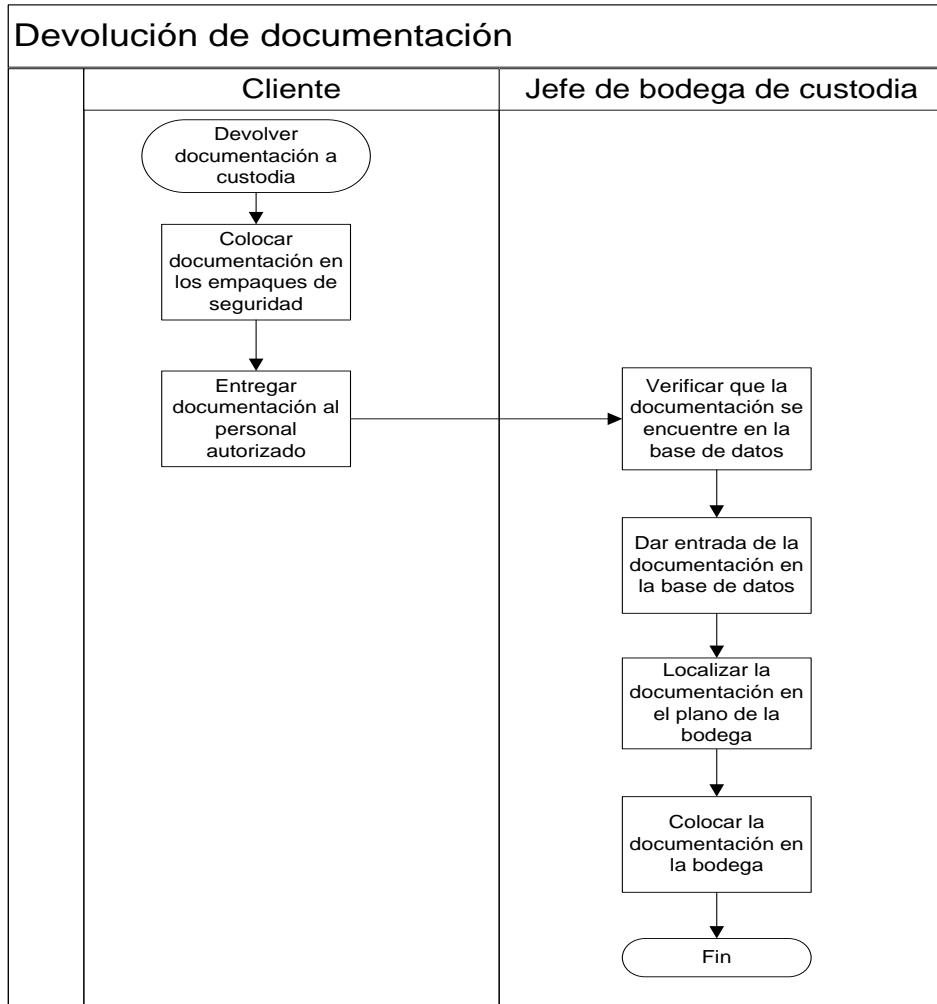 Devolución de documentación
Cliente
Jefe de bodega de custodia
Devolver
documentación a
custodia
Colocar
documentación en
los empaques de
seguridad
Entregar
documentación al
personal
autorizado
Verificar que la
documentación se
encuentre en la
base de datos
Dar entrada de la
documentación en
la base de datos
Localizar la
documentación en
el plano de la
bodega
Colocar la
documentación en
la bodega
Fin